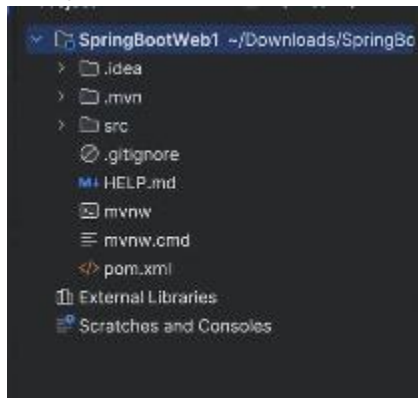 SpringBootWeb1 ~/Downloads/SpringBo
.idea
.mvn
src
.gitignore
M↓ HELP.md
mvnw
mvnw.cmd
pom.xml
External Libraries
Scratches and Consoles